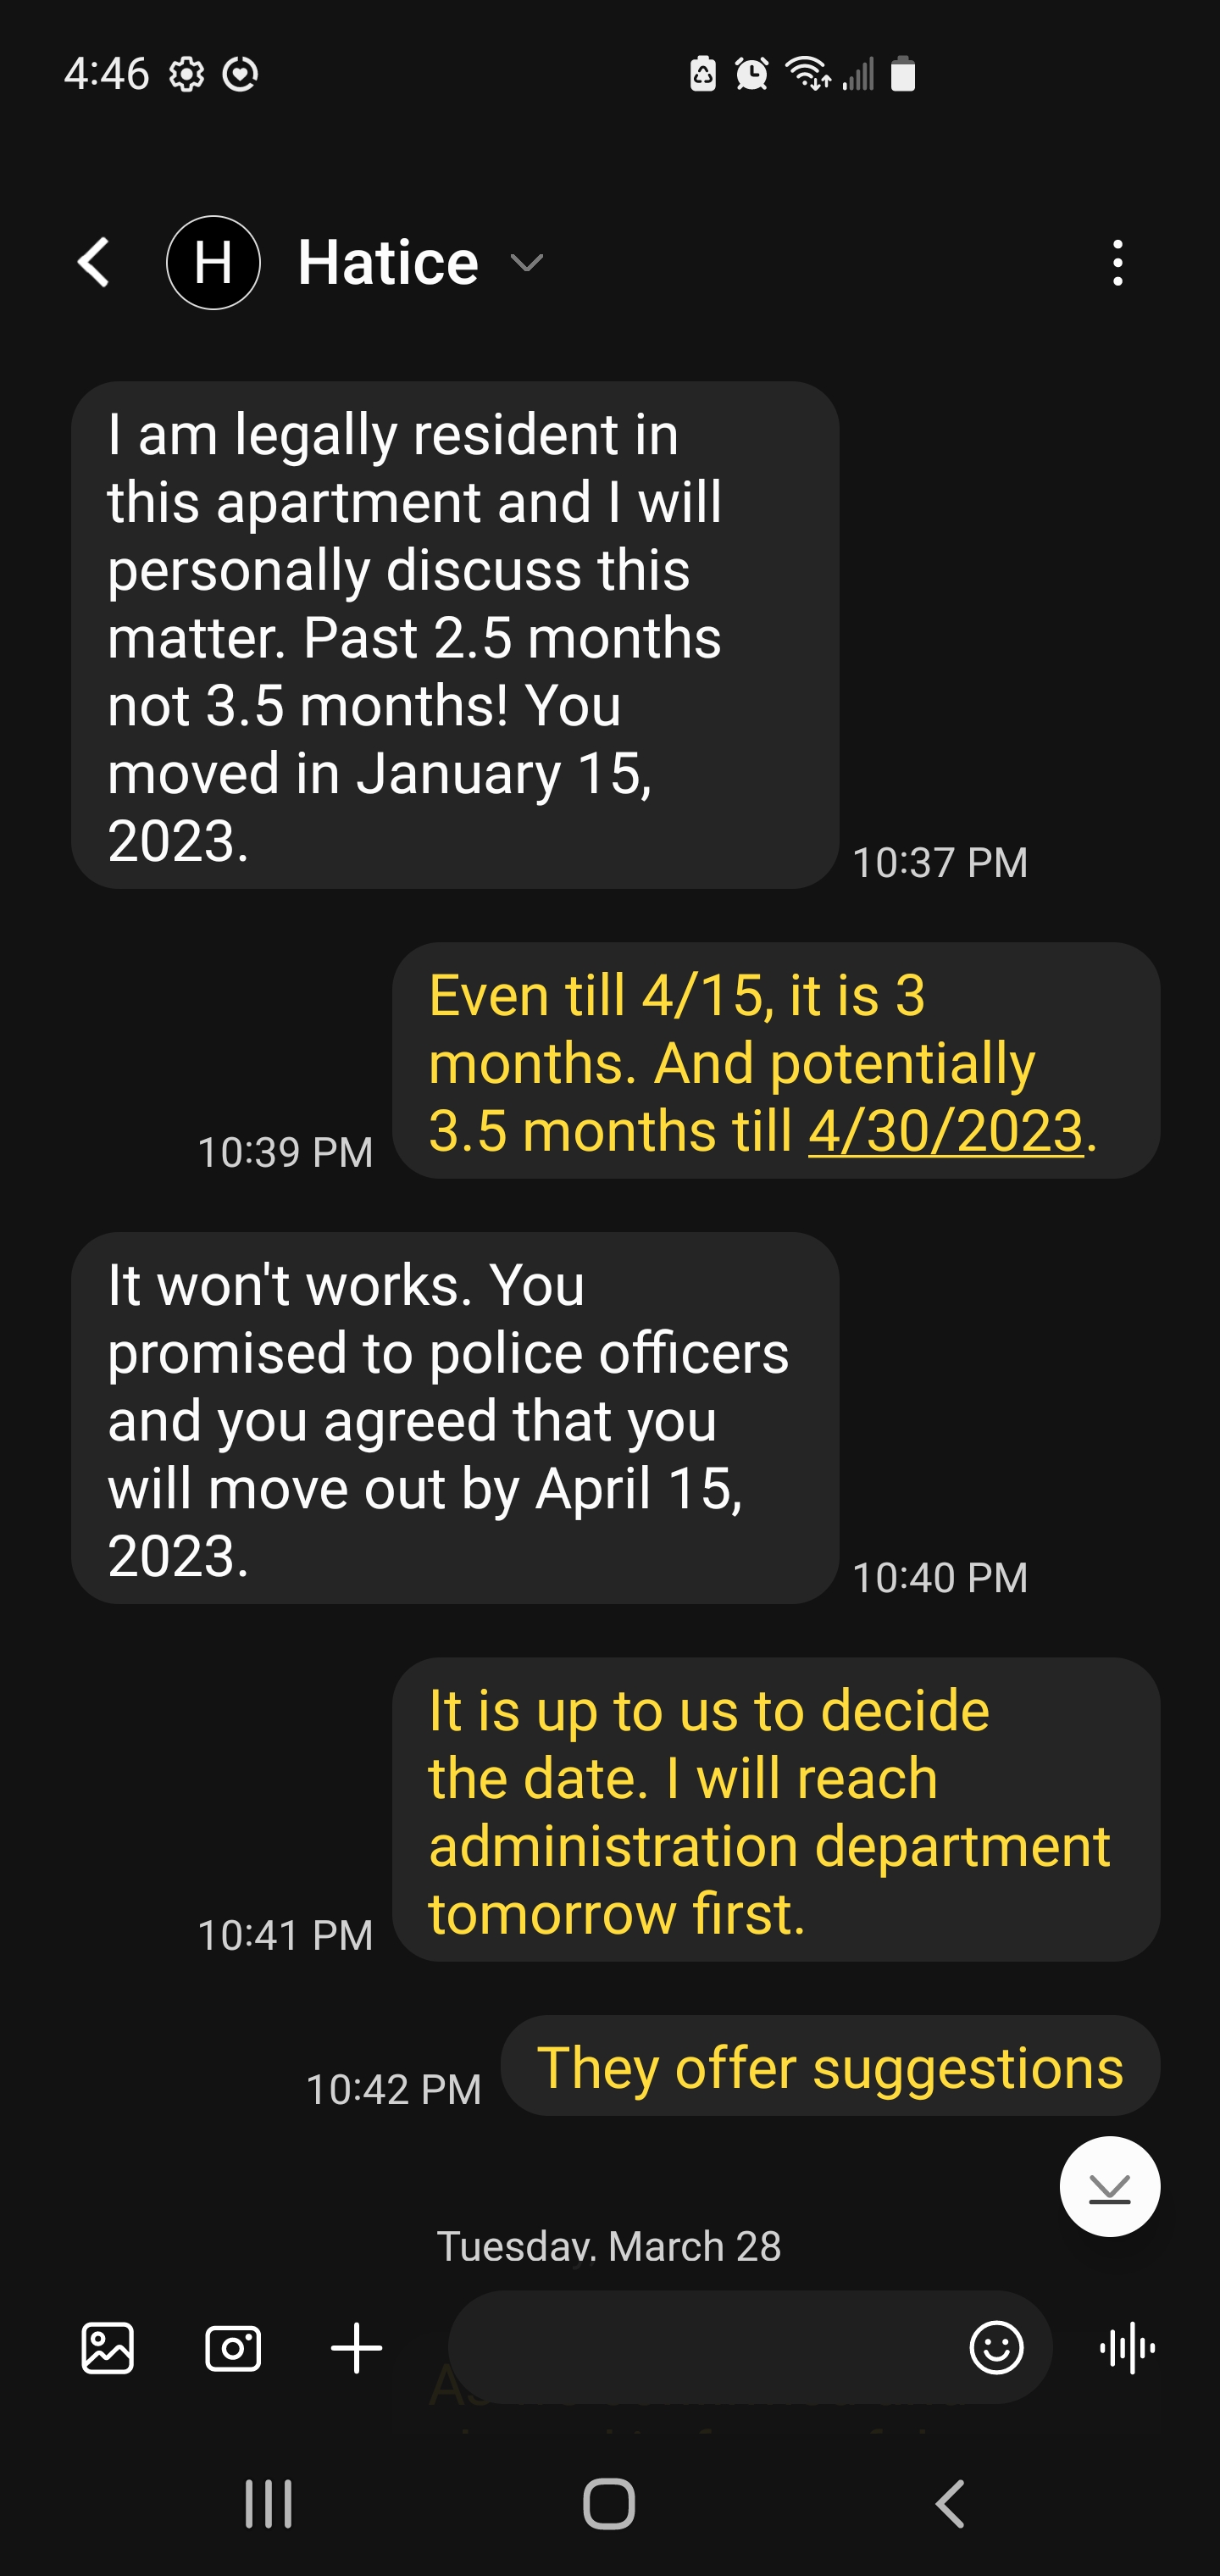 4:46
H Hatice
I am legally resident in
this apartment and I will
personally discuss this
matter. Past 2.5 months
not 3.5 months! You
moved in January 15,
2023.
10:37 PM
Even till 4/15, it is 3
months. And potentially
3.5 months till 4/30/2023.
10:39 PM
It won't works. You
promised to police officers
and you agreed that you
will move out by April 15,
2023.
10:40 PM
It is up to us to decide
the date. I will reach
administration department
tomorrow first.
10:41 PM
They offer suggestions
10:42 PM
Tuesday, March 28